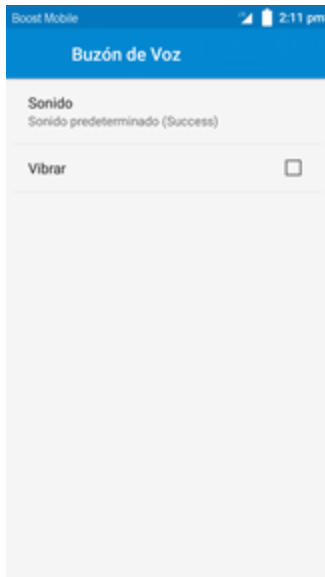 Boost Mobile 2:11 pm
Buzón de Voz
Sonido
Sonido predeterminado (Success)
Vibrar